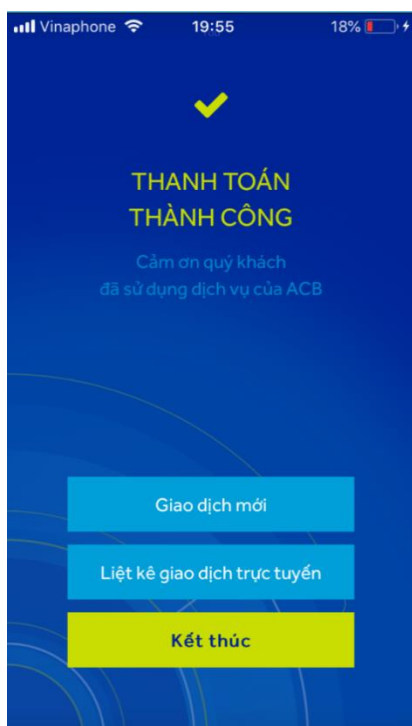 Vinaphone 19:55 18%
THANH TOÁN
THÀNH CÔNG
Cảm ơn quý khách
đã sử dụng dịch vụ của ACB
Giao dịch mới
Liệt kê giao dịch trực tuyến
Kết thúc